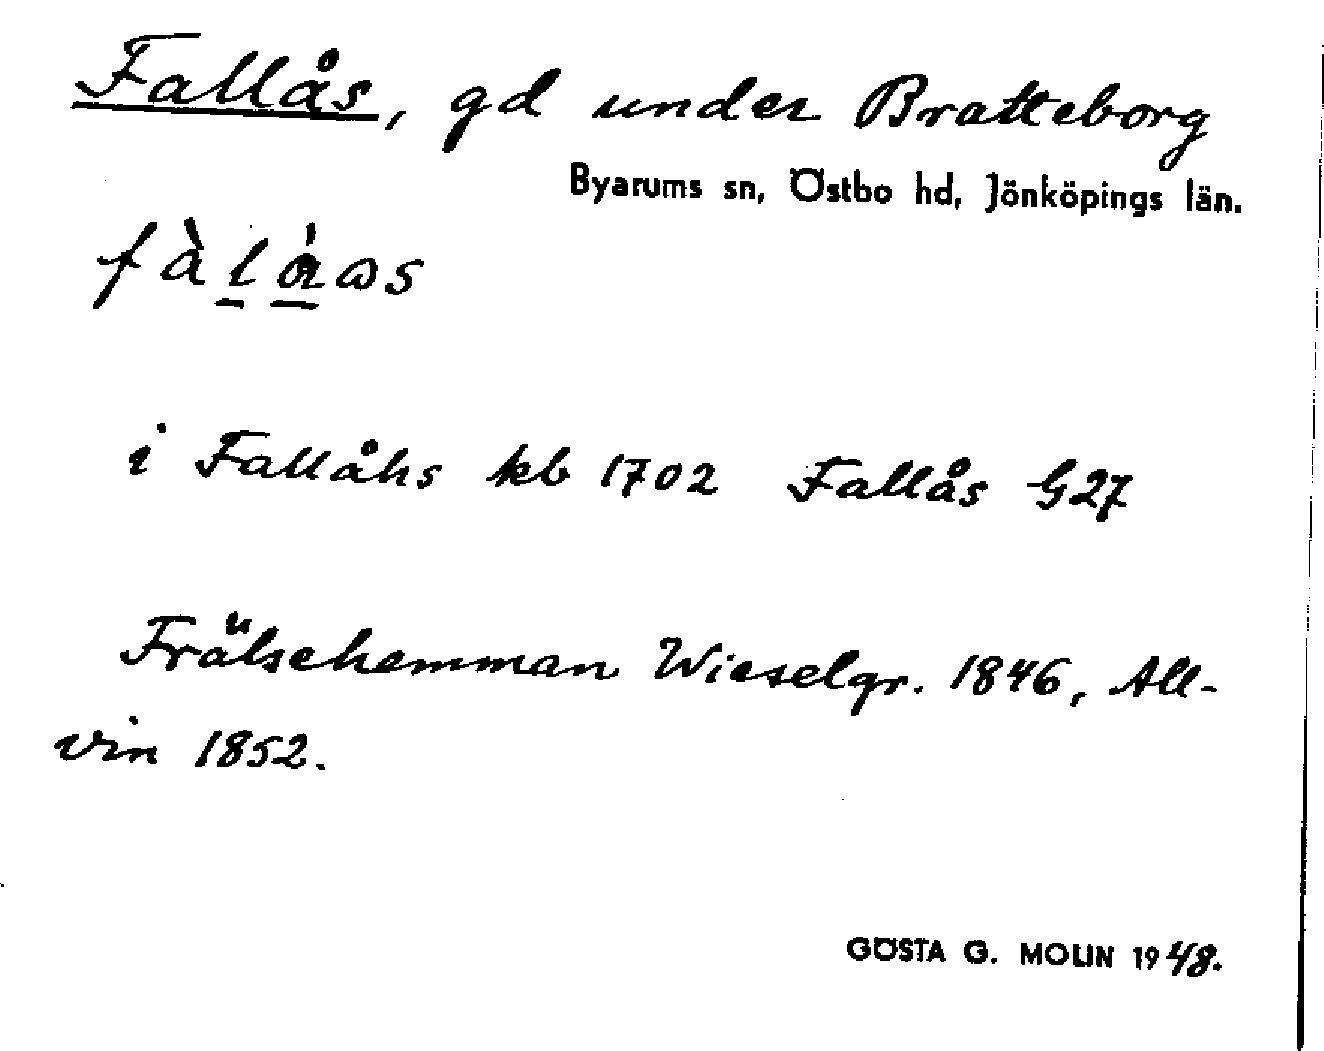 Fallås, gd under Bratteborg
Byarums sn, Östbo hd, Jönköpings län.
i Fallåhs kb 1702 Fallås G27
Frälsehemman Wieselgr. 1846, All-
vin 1852.
GÖSTA G. MOLIN 1948.